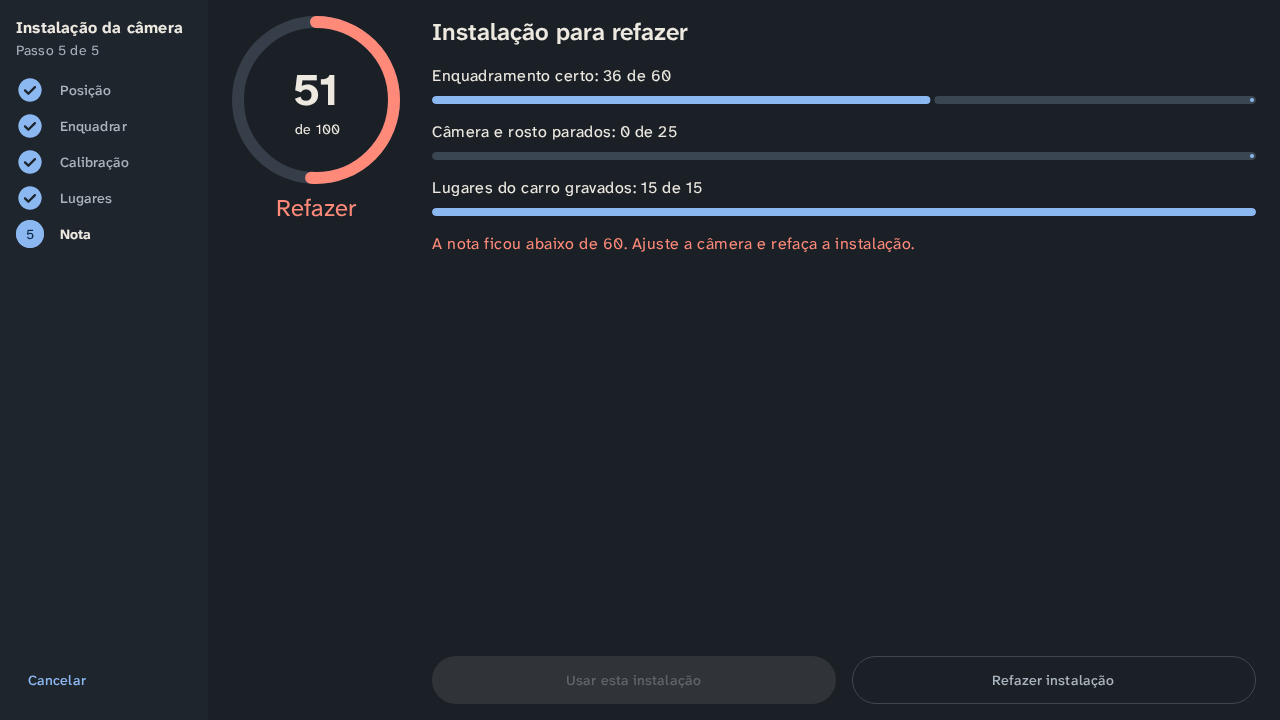 Instalação da câmera
Passo 5 de 5
Posição
Enquadrar
Calibração
Lugares
5 Nota
Cancelar
51
de 100
Refazer
Instalação para refazer
Enquadramento certo: 36 de 60
Câmera e rosto parados: 0 de 25
Lugares do carro gravados: 15 de 15
A nota ficou abaixo de 60. Ajuste a câmera e refaça a instalação.
Usar esta instalação
Refazer instalação